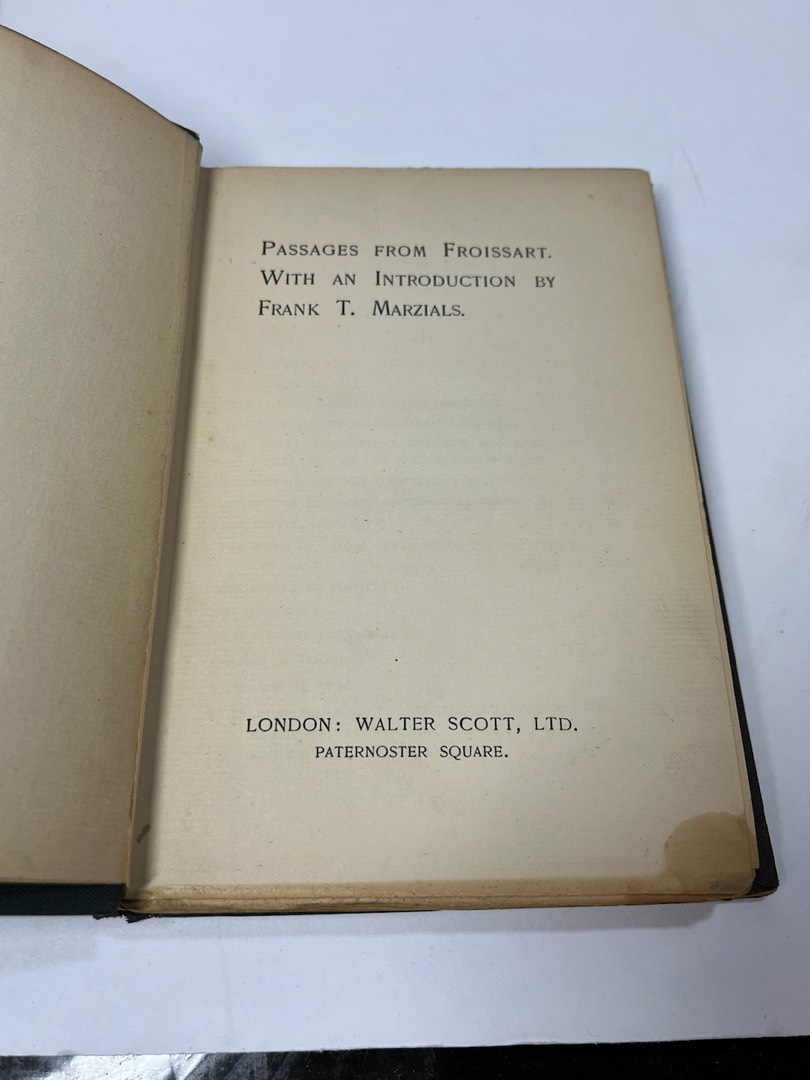 Passages from Froissart.
With an Introduction by
Frank T. Marzials.
LONDON: WALTER SCOTT, LTD.
PATERNOSTER SQUARE.